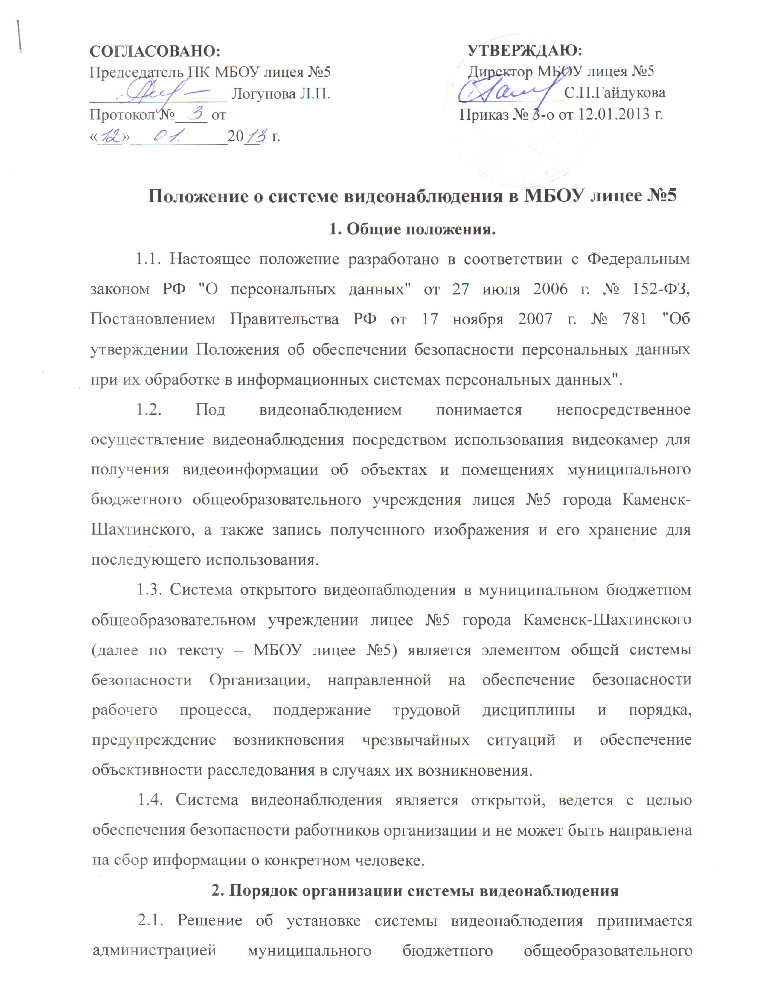 СОГЛАСОВАНО:
Председатель ПК МБОУ лицея №5
Логунова Л.П.
Протокол № 3 от
«12» 01. 2013 г.
УТВЕРЖДАЮ:
Директор МБОУ лицея №5
С.П.Гайдукова
Приказ № 3-о от 12.01.2013 г.
Положение о системе видеонаблюдения в МБОУ лицее №5
1. Общие положения.
1.1. Настоящее положение разработано в соответствии с Федеральным
законом РФ "О персональных данных" от 27 июля 2006 г. № 152-ФЗ,
Постановлением Правительства РФ от 17 ноября 2007 г. № 781 "Об
утверждении Положения об обеспечении безопасности персональных данных
при их обработке в информационных системах персональных данных".
1.2. Под видеонаблюдением понимается непосредственное
осуществление видеонаблюдения посредством использования видеокамер для
получения видеоинформации об объектах и помещениях муниципального
бюджетного общеобразовательного учреждения лицея №5 города Каменск-
Шахтинского, а также запись полученного изображения и его хранение для
последующего использования.
1.3. Система открытого видеонаблюдения в муниципальном бюджетном
общеобразовательном учреждении лицее №5 города Каменск-Шахтинского
(далее по тексту – МБОУ лицее №5) является элементом общей системы
безопасности Организации, направленной на обеспечение безопасности
рабочего процесса, поддержание трудовой дисциплины и порядка,
предупреждение возникновения чрезвычайных ситуаций и обеспечение
объективности расследования в случаях их возникновения.
1.4. Система видеонаблюдения является открытой, ведется с целью
обеспечения безопасности работников организации и не может быть направлена
на сбор информации о конкретном человеке.
2. Порядок организации системы видеонаблюдения
2.1. Решение об установке системы видеонаблюдения принимается
администрацией муниципального бюджетного общеобразовательного